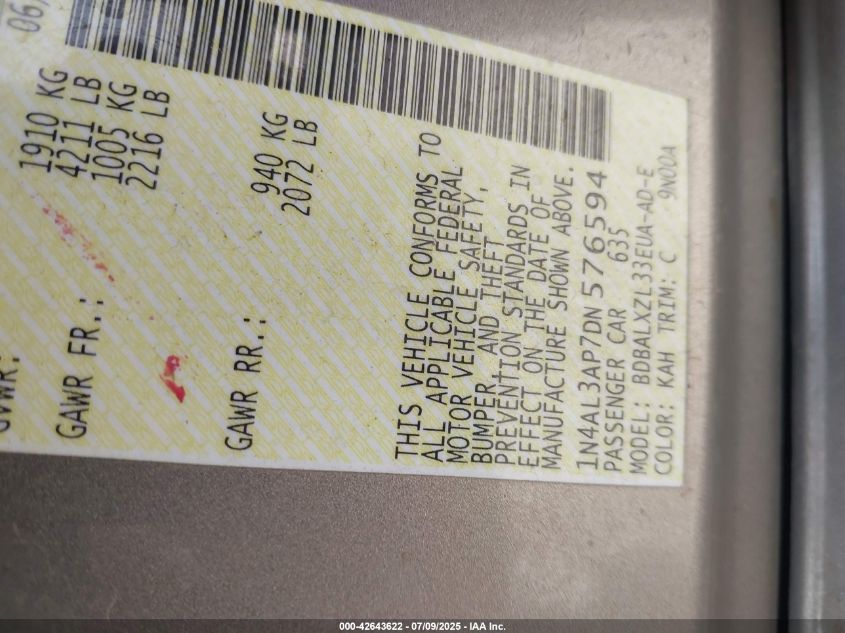 06/
GVWR:
1910 KG
4211 LB
GAWR FR.:
1005 KG
2216 LB
GAWR RR.:
940 KG
2072 LB
THIS VEHICLE CONFORMS TO
ALL APPLICABLE FEDERAL
MOTOR VEHICLE SAFETY,
BUMPER, AND THEFT
PREVENTION STANDARDS IN
EFFECT ON THE DATE OF
MANUFACTURE SHOWN ABOVE.
1N4AL3AP7DN576594
PASSENGER CAR 635
MODEL: BDBALXZL33EUA-AD-E
COLOR: KAH TRIM: C 9N00A
000-42643622 - 07/09/2025 - IAA Inc.